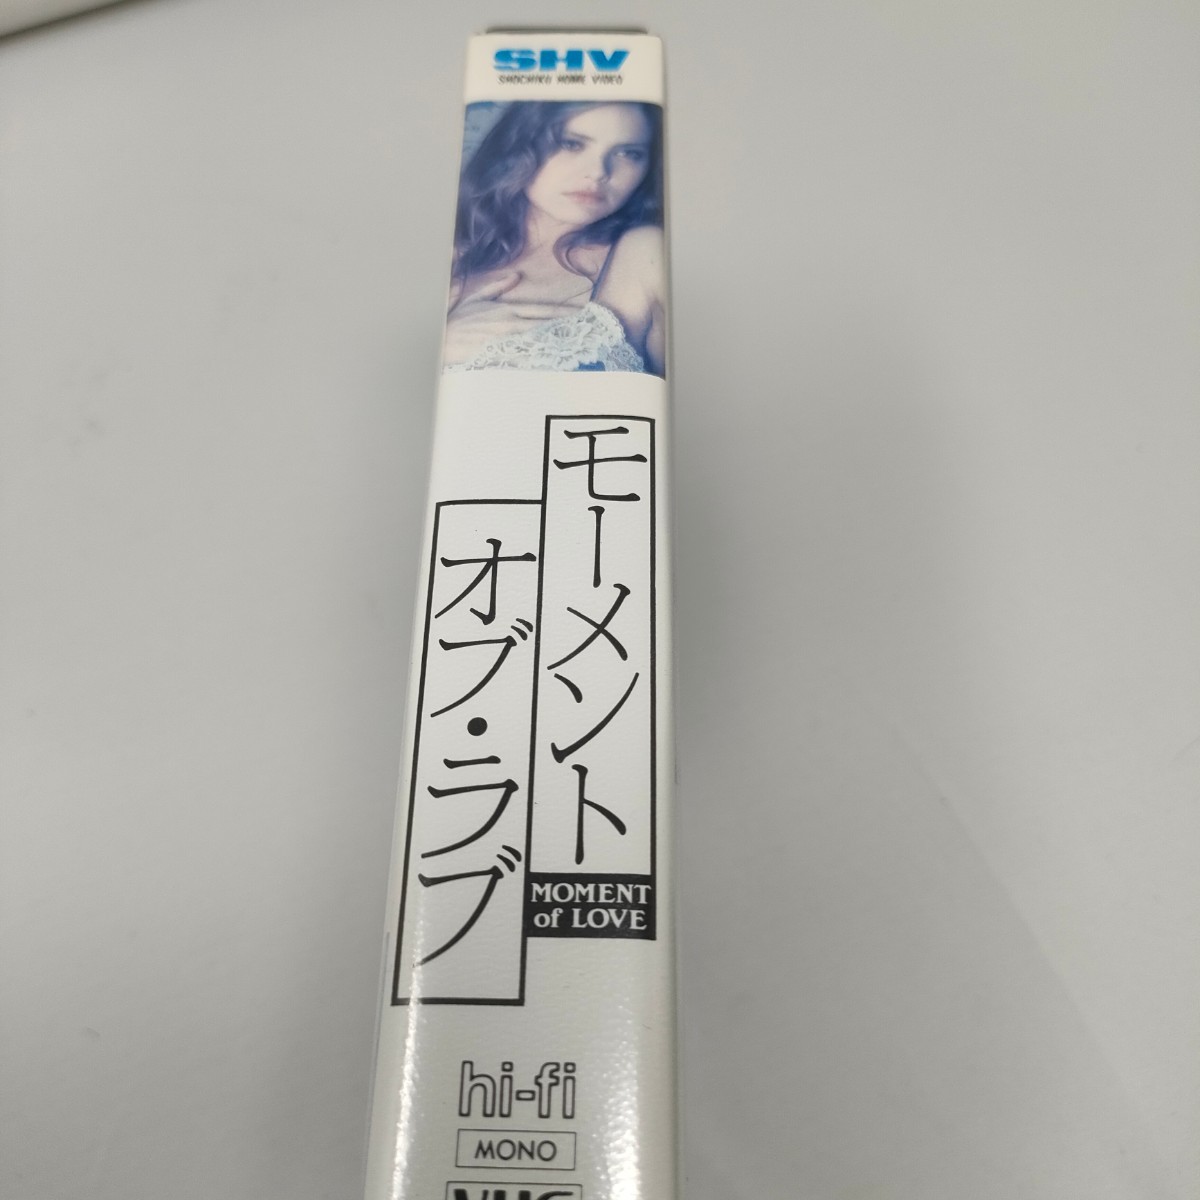 SHV
SHOCHIKU HOME VIDEO
モーメント
オブ・ラブ
MOMENT
of LOVE
hi-fi
MONO
VHS